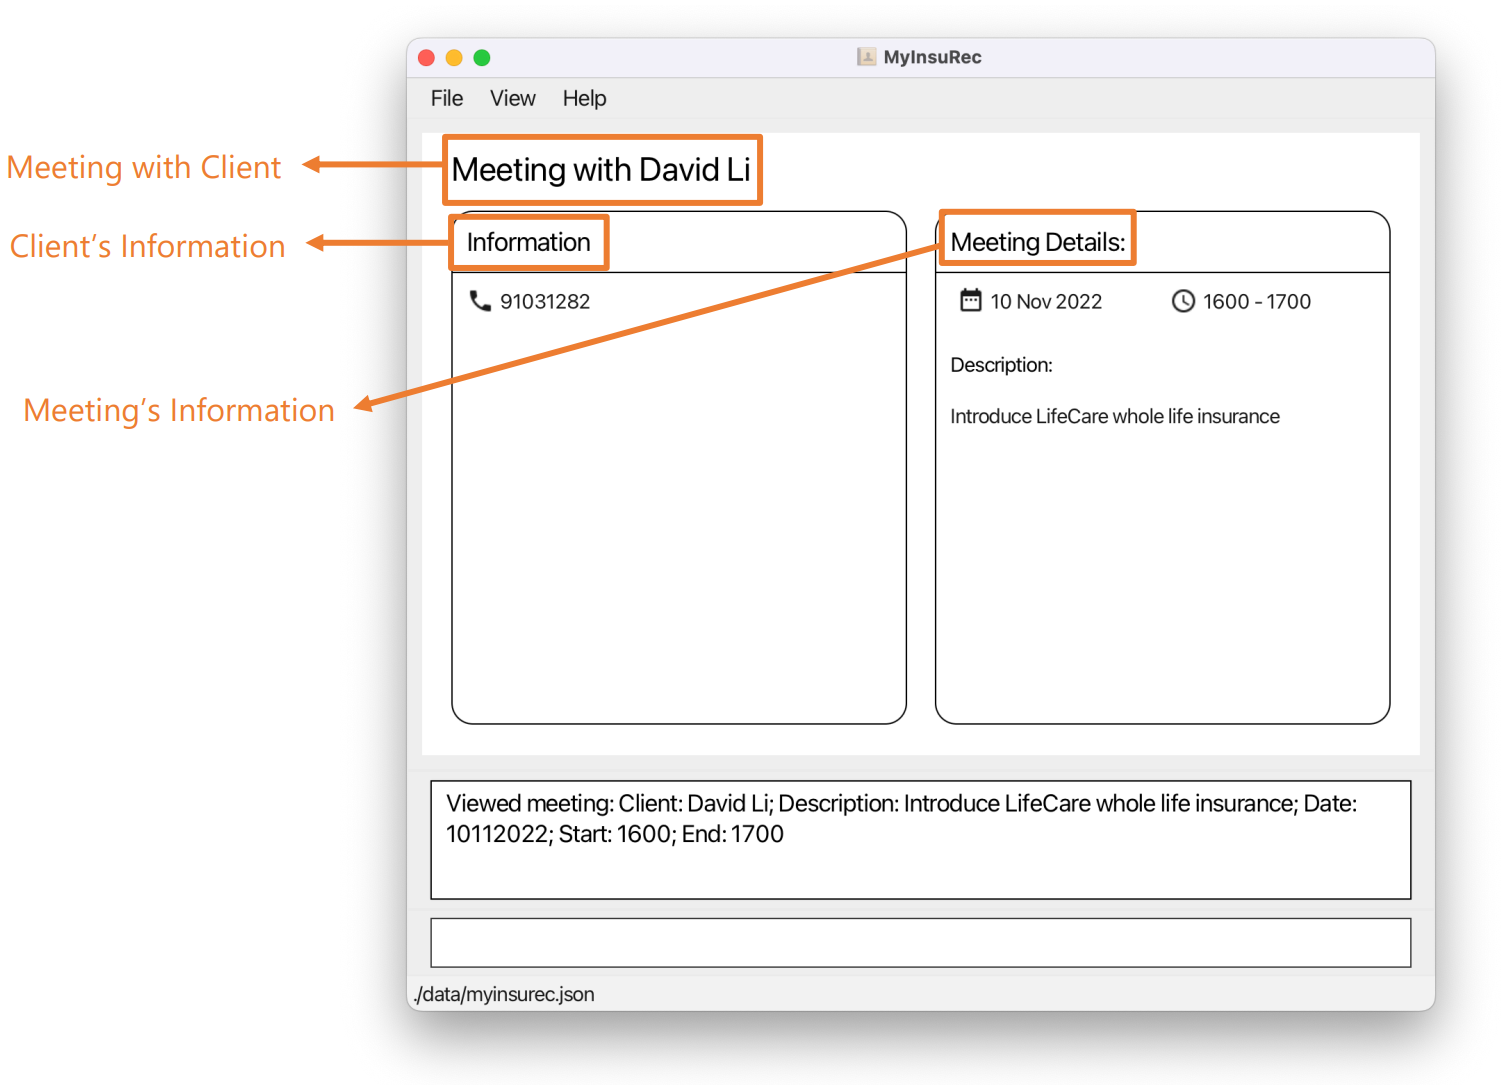 MyInsuRec
File View Help
Meeting with Client
Meeting with David Li
Client's Information
Information
Meeting Details:
91031282
10 Nov 2022
1600 - 1700
Description:
Meeting's Information
Introduce LifeCare whole life insurance
Viewed meeting: Client: David Li; Description: Introduce LifeCare whole life insurance; Date:
10112022; Start: 1600; End: 1700
./data/myinsurec.json